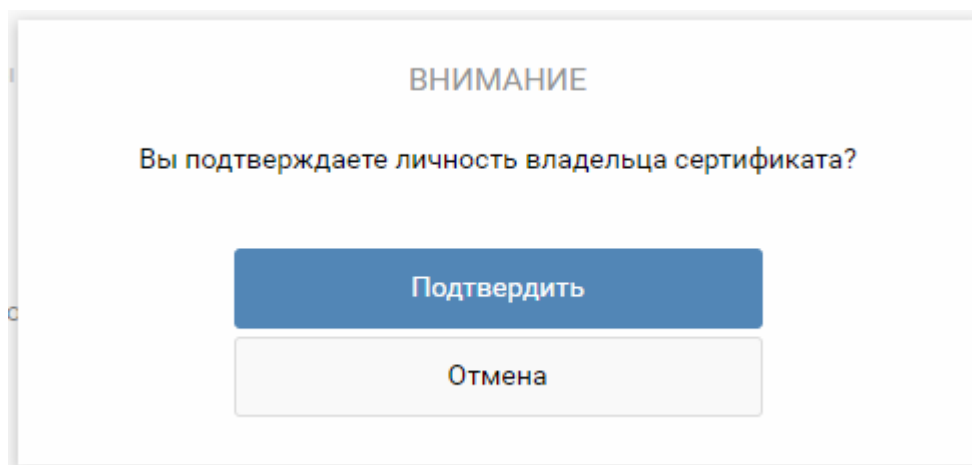 ВНИМАНИЕ
Вы подтверждаете личность владельца сертификата?
Подтвердить
Отмена